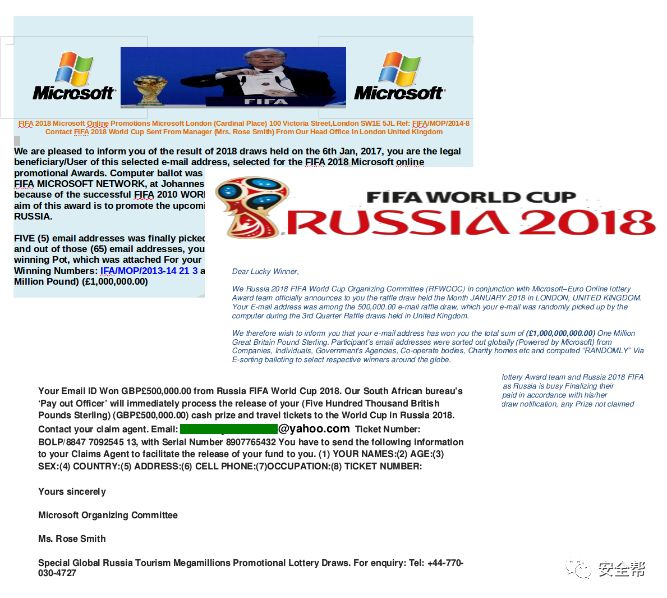 Microsoft®
FIFA
Microsoft®
FIFA 2018 Microsoft Online Promotions Microsoft London (Cardinal Place) 100 Victoria Street,London SW1E 5JL Ref: FIFA/MOP/2014-8
Contact FIFA 2018 World Cup Sent From Manager (Mrs. Rose Smith) From Our Head Office In London United Kingdom
We are pleased to inform you of the result of 2018 draws held on the 6th Jan, 2017, you are the legal
beneficiary/User of this selected e-mail address, selected for the FIFA 2018 Microsoft online
promotional Awards. Computer ballot was
FIFA MICROSOFT NETWORK, at Johannes
because of the successful FIFA 2010 WORl
aim of this award is to promote the upcomi
RUSSIA.
FIVE (5) email addresses was finally picked
and out of those (65) email addresses, you
winning Pot, which was attached For your
Winning Numbers: IFA/MOP/2013-14 21 3 a
Million Pound) (£1,000,000.00)
FIFA WORLD CUP
RUSSIA 2018
Dear Lucky Winner,
We Russia 2018 FIFA World Cup Organizing Committee (RFWCOC) in conjunction with Microsoft–Euro Online lottery
Award team officially announces to you the raffle draw held the Month JANUARY 2018 in LONDON, UNITED KINGDOM.
Your E-mail address was among the 500,000.00 e-mail raffle draw, which your e-mail was randomly picked up by the
computer during the 3rd Quarter Raffle draws held in United Kingdom.
We therefore wish to inform you that your e-mail address has won you the total sum of (£1,000,000,000.00) One Million
Great Britain Pound Sterling. Participant's email addresses were sorted out globally (Powered by Microsoft) from
Companies, Individuals, Government's Agencies, Co-operate bodies, Charity homes etc and computed "RANDOMLY" Via
E-sorting balloting to select respective winners around the globe.
lottery Award team and Russia 2018 FIFA
as Russia is busy Finalizing their
paid in accordance with his/her
draw notification, any Prize not claimed
Your Email ID Won GBP£500,000.00 from Russia FIFA World Cup 2018. Our South African bureau's
'Pay out Officer' will immediately process the release of your (Five Hundred Thousand British
Pounds Sterling) (GBP£500,000.00) cash prize and travel tickets to the World Cup in Russia 2018.
Contact your claim agent. Email: @yahoo.com Ticket Number:
BOLP/8847 7092545 13, with Serial Number 8907765432 You have to send the following information
to your Claims Agent to facilitate the release of your fund to you. (1) YOUR NAMES:(2) AGE:(3)
SEX:(4) COUNTRY:(5) ADDRESS:(6) CELL PHONE:(7)OCCUPATION:(8) TICKET NUMBER:
Yours sincerely
Microsoft Organizing Committee
Ms. Rose Smith
Special Global Russia Tourism Megamillions Promotional Lottery Draws. For enquiry: Tel: +44-770-
030-4727
安全帮